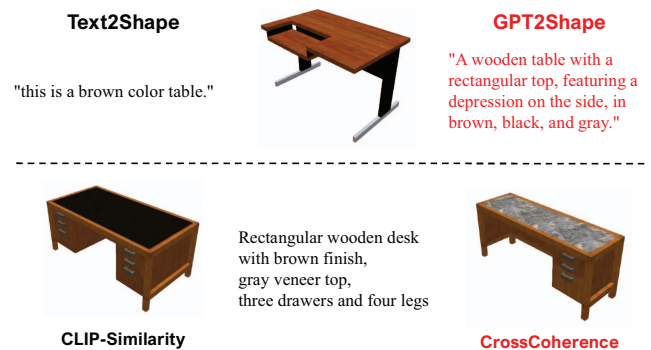 Text2Shape
GPT2Shape
"this is a brown color table."
"A wooden table with a
rectangular top, featuring a
depression on the side, in
brown, black, and gray."
Rectangular wooden desk
with brown finish,
gray veneer top,
three drawers and four legs
CLIP-Similarity
CrossCoherence